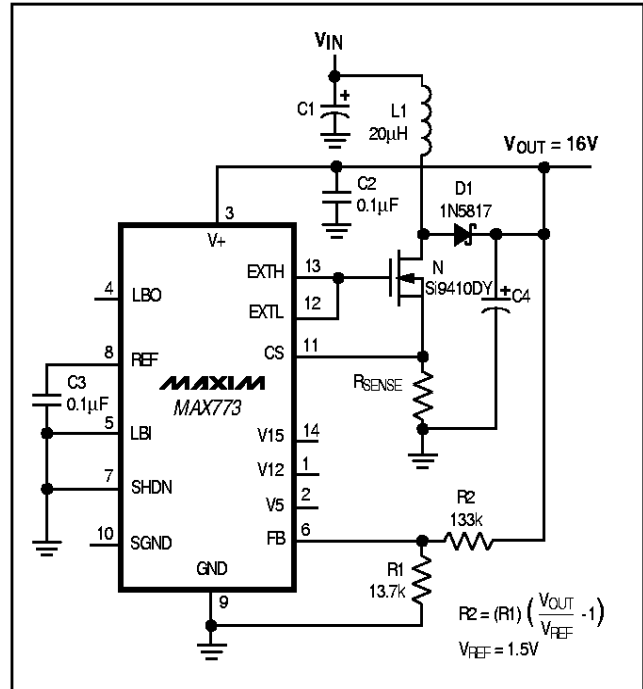 VIN
C1
+
L1
20µH
VOUT = 16V
C2
0.1µF
D1
1N5817
3
V+
EXTH
13
N
Si9410DY
+
C4
4
LBO
EXTL
12
8
REF
CS
11
C3
0.1µF
MAXIM
MAX773
RSENSE
5
LBI
V15
14
7
SHDN
V12
1
V5
2
R2
133k
10
SGND
FB
6
GND
R1
13.7k
9
R2 = (R1) ( VOUT / VREF -1)
VREF = 1.5V